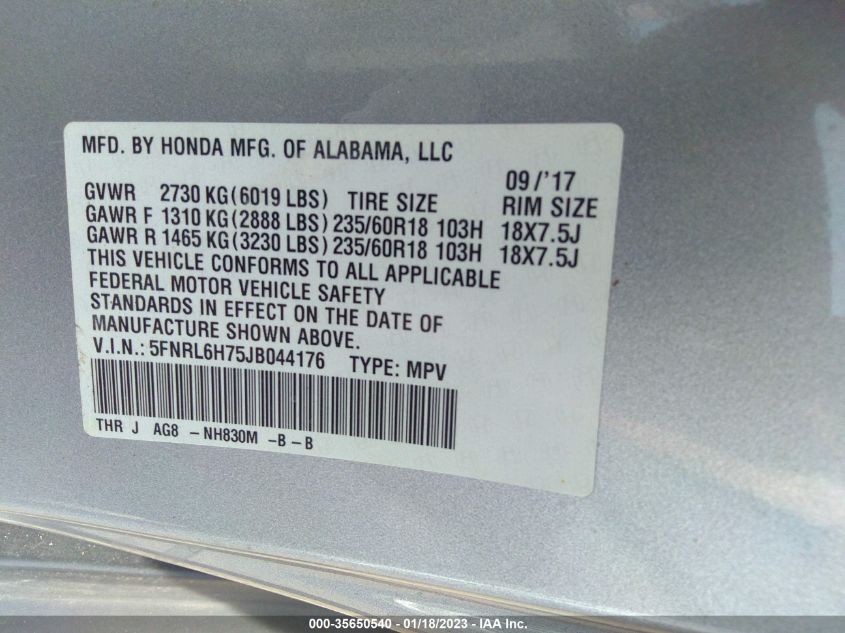 MFD. BY HONDA MFG. OF ALABAMA, LLC
09/'17
GVWR 2730 KG(6019 LBS) TIRE SIZE RIM SIZE
GAWR F 1310 KG(2888 LBS) 235/60R18 103H 18X7.5J
GAWR R 1465 KG(3230 LBS) 235/60R18 103H 18X7.5J
THIS VEHICLE CONFORMS TO ALL APPLICABLE
FEDERAL MOTOR VEHICLE SAFETY
STANDARDS IN EFFECT ON THE DATE OF
MANUFACTURE SHOWN ABOVE.
V.I.N.: 5FNRL6H75JB044176 TYPE: MPV
THR J AG8 - NH830M -B - B
000-35650540 - 01/18/2023 - IAA Inc.